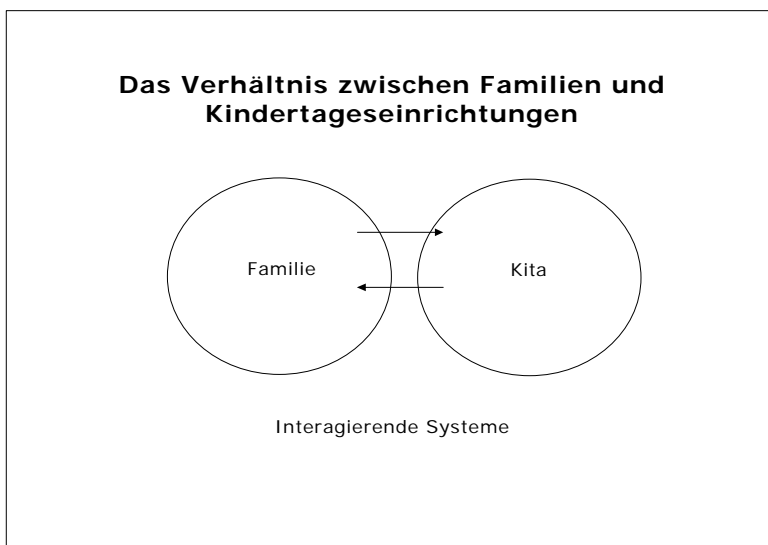 Das Verhältnis zwischen Familien und
Kindertageseinrichtungen
Familie
Kita
Interagierende Systeme